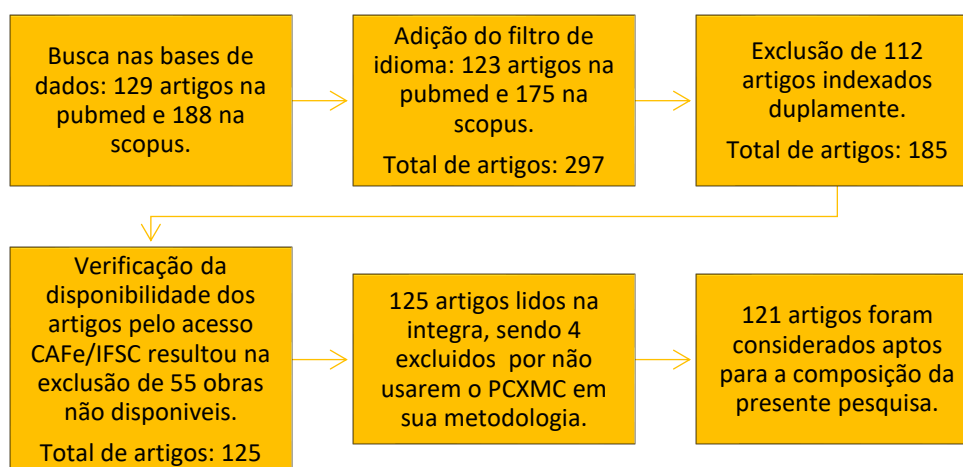 Busca nas bases de
dados: 129 artigos na
pubmed e 188 na
scopus.
Adição do filtro de
idioma: 123 artigos na
pubmed e 175 na
scopus.
Total de artigos: 297
Exclusão de 112
artigos indexados
duplamente.
Total de artigos: 185
Verificação da
disponibilidade dos
artigos pelo acesso
CAFe/IFSC resultou na
exclusão de 55 obras
não disponiveis.
Total de artigos: 125
125 artigos lidos na
integra, sendo 4
excluidos por não
usarem o PCXMC em
sua metodologia.
121 artigos foram
considerados aptos
para a composição da
presente pesquisa.